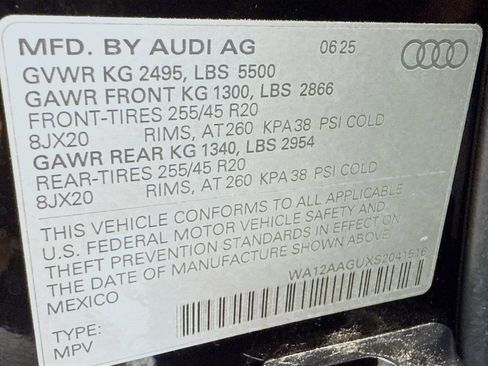 MFD. BY AUDI AG 0625
GVWR KG 2495, LBS 5500
GAWR FRONT KG 1300, LBS 2866
FRONT-TIRES 255/45 R20
8JX20 RIMS, AT 260 KPA 38 PSI COLD
GAWR REAR KG 1340, LBS 2954
REAR-TIRES 255/45 R20
8JX20 RIMS, AT 260 KPA 38 PSI COLD
THIS VEHICLE CONFORMS TO ALL APPLICABLE
U.S. FEDERAL MOTOR VEHICLE SAFETY AND
THEFT PREVENTION STANDARDS IN EFFECT ON
THE DATE OF MANUFACTURE SHOWN ABOVE.
MEXICO WA12AAGUXS2041516
TYPE:
MPV